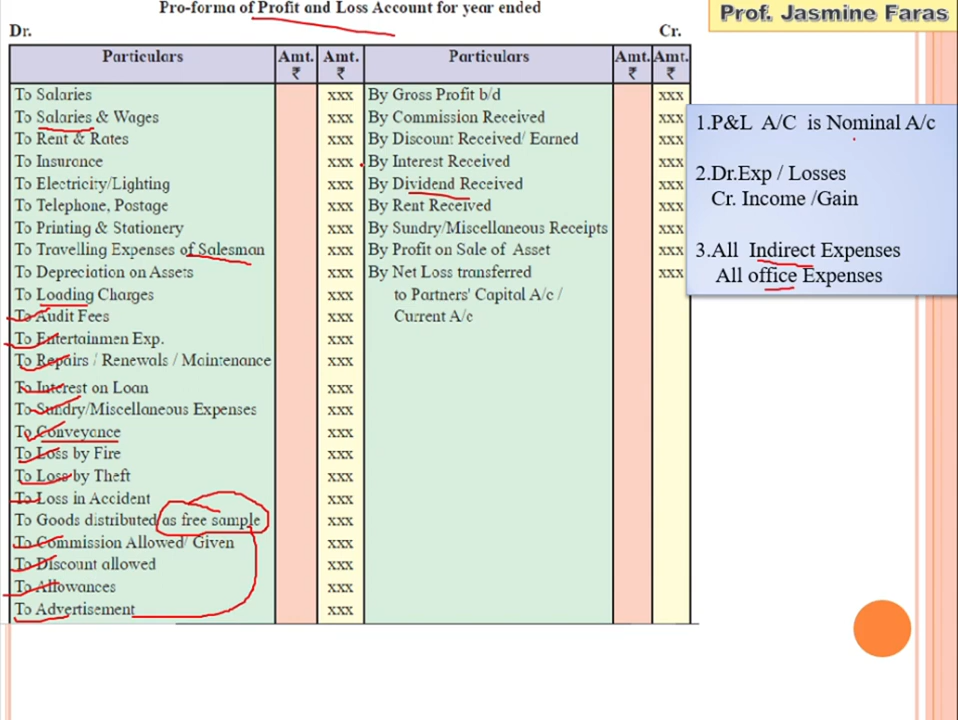 Pro-forma of Profit and Loss Account for year ended
Prof. Jasmine Faras
Dr. Cr.
Particulars Amt. ₹ Amt. ₹ Particulars Amt. ₹ Amt. ₹
To Salaries xxx By Gross Profit b/d xxx
To Salaries & Wages xxx By Commission Received xxx
To Rent & Rates xxx By Discount Received/ Earned xxx
To Insurance xxx By Interest Received xxx
To Electricity/Lighting xxx By Dividend Received xxx
To Telephone, Postage xxx By Rent Received xxx
To Printing & Stationery xxx By Sundry/Miscellaneous Receipts xxx
To Travelling Expenses of Salesman xxx By Profit on Sale of Asset xxx
To Depreciation on Assets xxx By Net Loss transferred xxx
To Loading Charges xxx to Partners' Capital A/c /
To Audit Fees xxx Current A/c
To Entertainmen Exp. xxx
To Repairs / Renewals / Maintenance xxx
To Interest on Loan xxx
To Sundry/Miscellaneous Expenses xxx
To Conveyance xxx
To Loss by Fire xxx
To Loss by Theft xxx
To Loss in Accident xxx
To Goods distributed as free sample xxx
To Commission Allowed/ Given xxx
To Discount allowed xxx
To Allowances xxx
To Advertisement xxx
1.P&L A/C is Nominal A/c
2.Dr.Exp / Losses
Cr. Income /Gain
3.All Indirect Expenses
All office Expenses